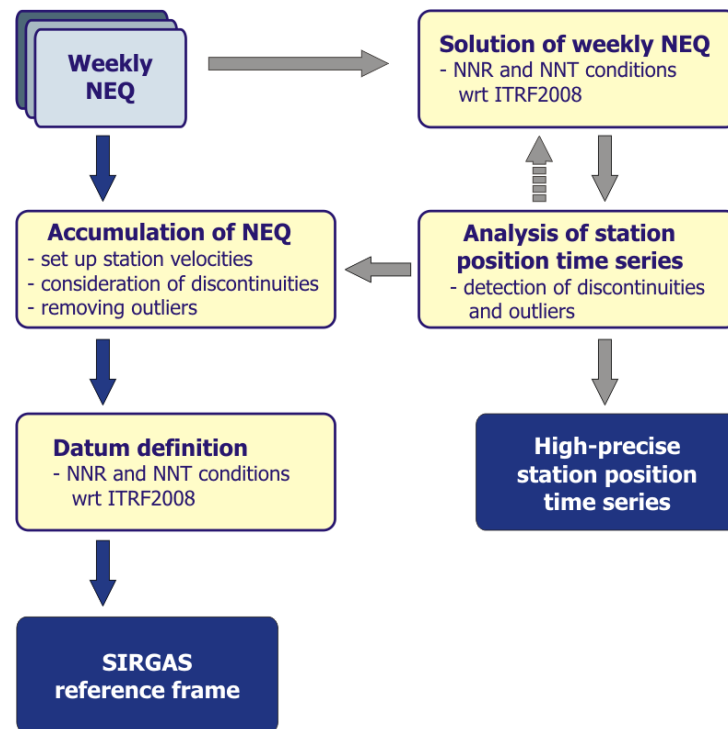 Weekly
NEQ
Solution of weekly NEQ
- NNR and NNT conditions
wrt ITRF2008
Accumulation of NEQ
- set up station velocities
- consideration of discontinuities
- removing outliers
Analysis of station
position time series
- detection of discontinuities
and outliers
Datum definition
- NNR and NNT conditions
wrt ITRF2008
High-precise
station position
time series
SIRGAS
reference frame